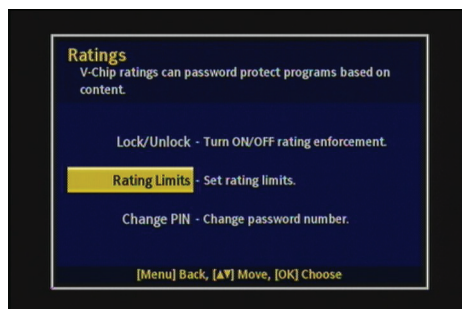 Ratings
V-Chip ratings can password protect programs based on
content.
Lock/Unlock - Turn ON/OFF rating enforcement.
Rating Limits - Set rating limits.
Change PIN - Change password number.
[Menu] Back, [▲▼] Move, [OK] Choose